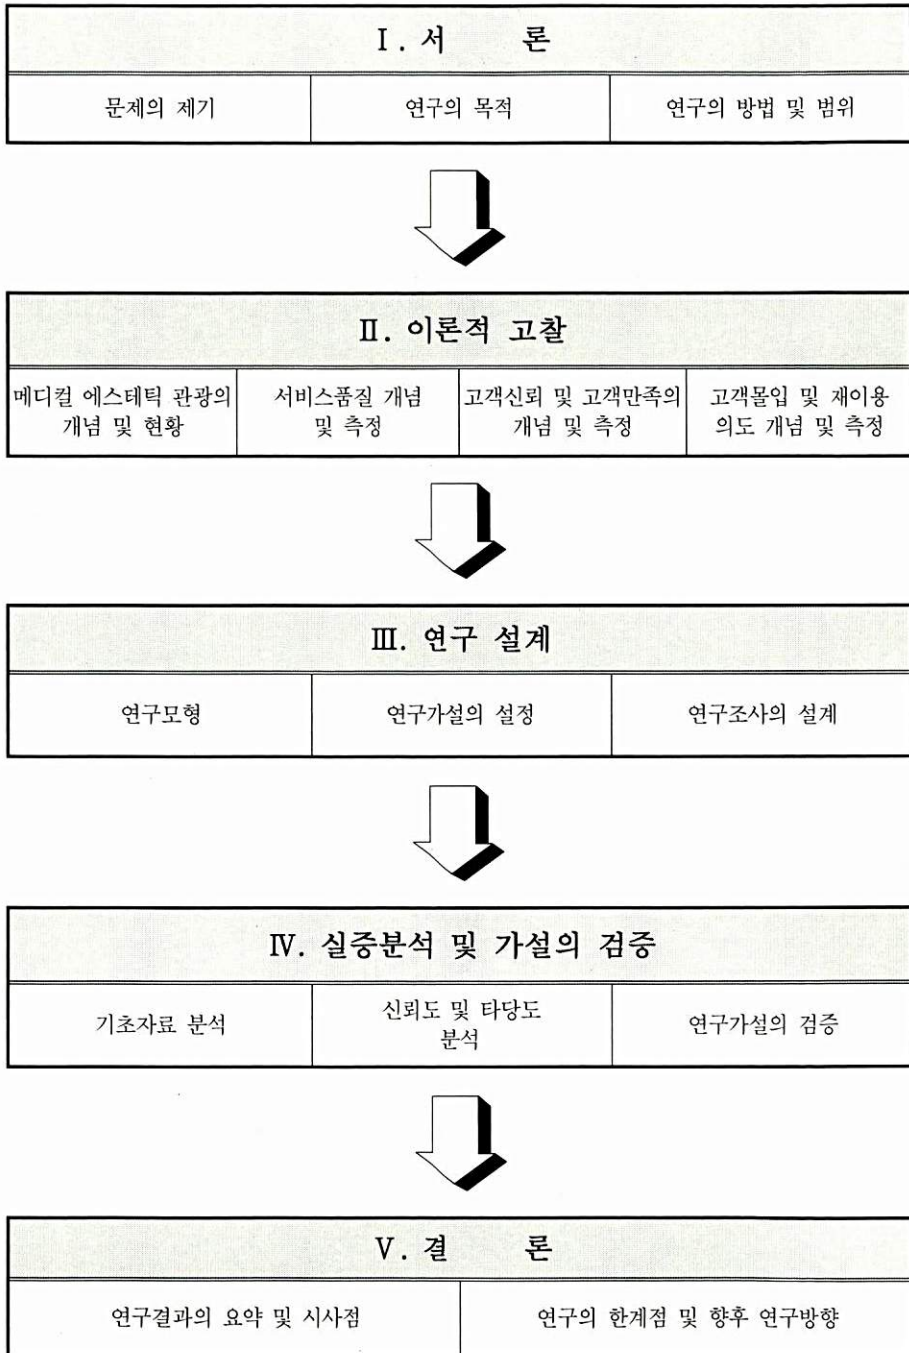 Ⅰ. 서 론
문제의 제기 연구의 목적 연구의 방법 및 범위
Ⅱ. 이론적 고찰
메디컬 에스테틱 관광의
개념 및 현황
서비스품질 개념
및 측정
고객신뢰 및 고객만족의
개념 및 측정
고객몰입 및 재이용
의도 개념 및 측정
Ⅲ. 연구 설계
연구모형 연구가설의 설정 연구조사의 설계
Ⅳ. 실증분석 및 가설의 검증
기초자료 분석
신뢰도 및 타당도
분석
연구가설의 검증
Ⅴ. 결 론
연구결과의 요약 및 시사점 연구의 한계점 및 향후 연구방향